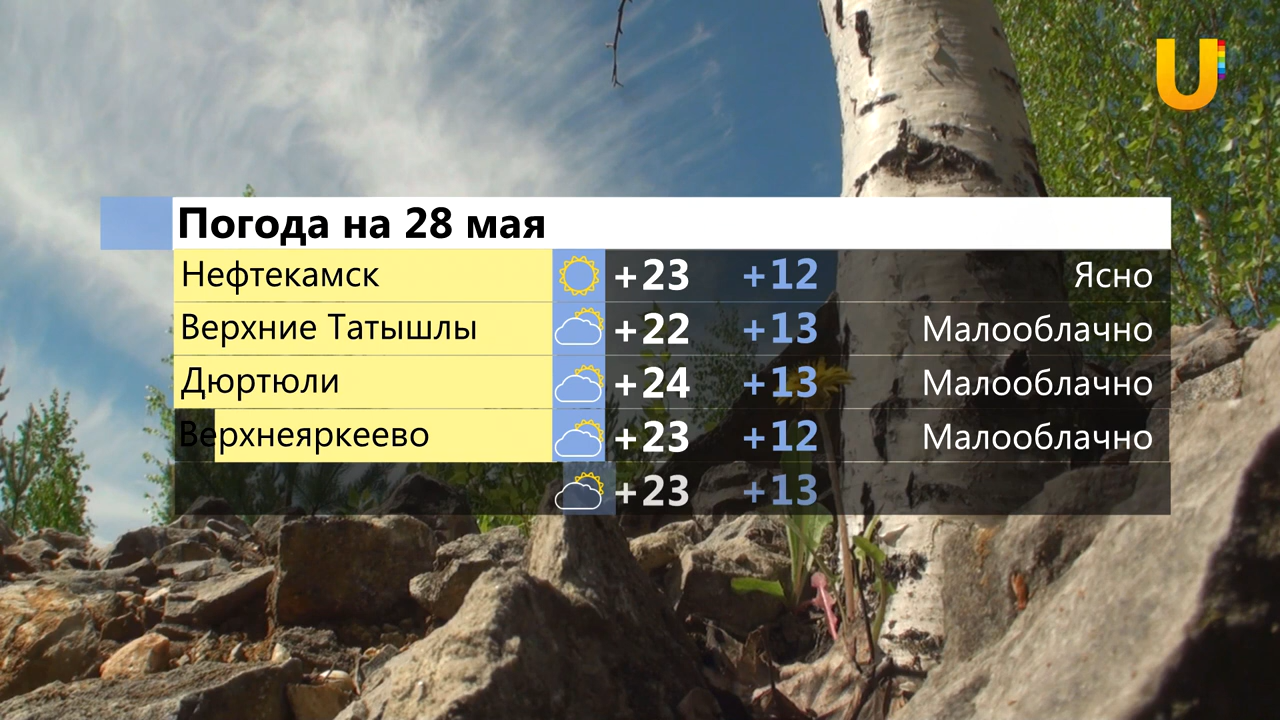 U
Погода на 28 мая
Нефтекамск +23 +12 Ясно
Верхние Татышлы +22 +13 Малооблачно
Дюртюли +24 +13 Малооблачно
Верхнеяркеево +23 +12 Малооблачно
+23 +13